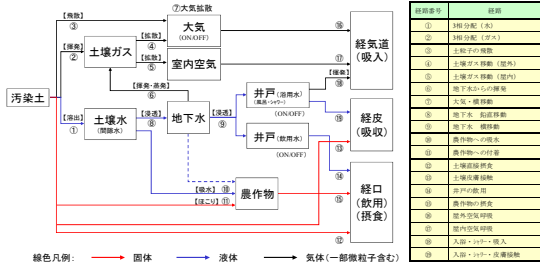 ⑦大気拡散
【飛散】
③
大気
(ON/OFF)
⑯
経気道
(吸入)
【揮発】
②
土壌ガス
【拡散】
④
【拡散】
⑤
室内空気
⑰
【揮発】
⑱
汚染土
【揮発・蒸発】
⑥
井戸(浴用水)
(風呂・シャワー)
(ON/OFF)
⑲
経皮
(吸収)
【溶出】
①
土壌水
(間隙水)
【浸透】
⑧
地下水
【浸透】
⑨
井戸(飲用水)
(ON/OFF)
⑬
⑭
経口
(飲用)
(摂食)
【吸水】⑩
【ほこり】⑪
農作物
⑮
⑫
線色凡例:
固体
液体
気体(一部微粒子含む)
経路番号 経路
① 3相分配(水)
② 3相分配(ガス)
③ 土粒子の飛散
④ 土壌ガス移動(屋外)
⑤ 土壌ガス移動(屋内)
⑥ 地下水からの揮発
⑦ 大気・横移動
⑧ 地下水 鉛直移動
⑨ 地下水 横移動
⑩ 農作物への吸水
⑪ 農作物への付着
⑫ 土壌直接摂食
⑬ 土壌皮膚接触
⑭ 井戸の飲用
⑮ 農作物の摂食
⑯ 屋外空気呼吸
⑰ 室内空気呼吸
⑱ 入浴・シャワー・吸入
⑲ 入浴・シャワー・皮膚接触